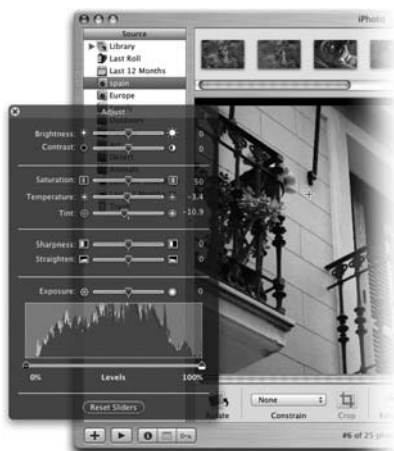 iPhoto
Source
Library
Last Roll
Last 12 Months
spain
Europe
Adjust
Brightness: 0
Contrast: 0
Saturation: 50
Temperature: -3.4
Tint: -10.9
Sharpness: 0
Straighten: 0
Exposure: 0
0% Levels 100%
Reset Sliders
Rotate
None
Constrain
Crop
#6 of 25